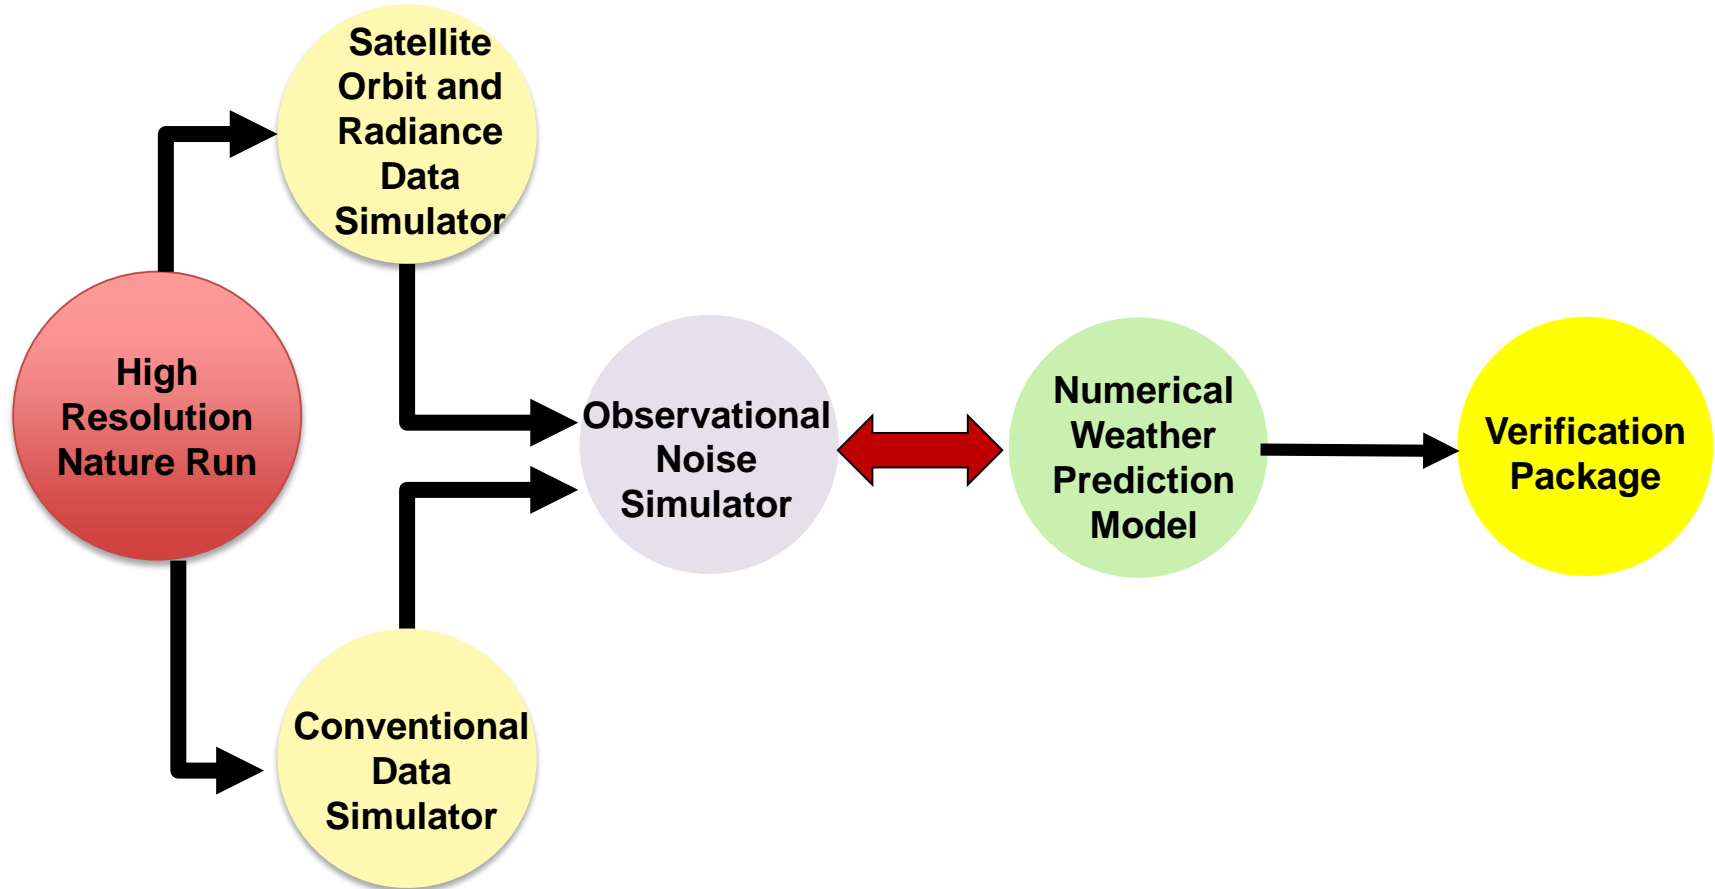 Satellite
Orbit and
Radiance
Data
Simulator
High
Resolution
Nature Run
Observational
Noise
Simulator
Numerical
Weather
Prediction
Model
Verification
Package
Conventional
Data
Simulator